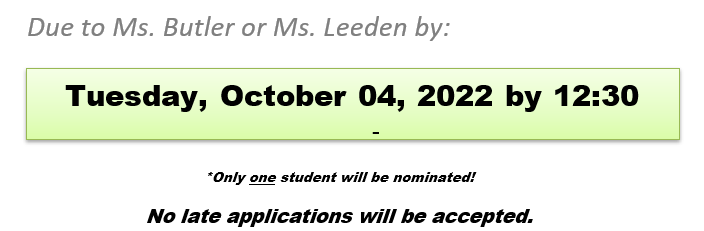 Due to Ms. Butler or Ms. Leeden by:
Tuesday, October 04, 2022 by 12:30
-
*Only one student will be nominated!
No late applications will be accepted.